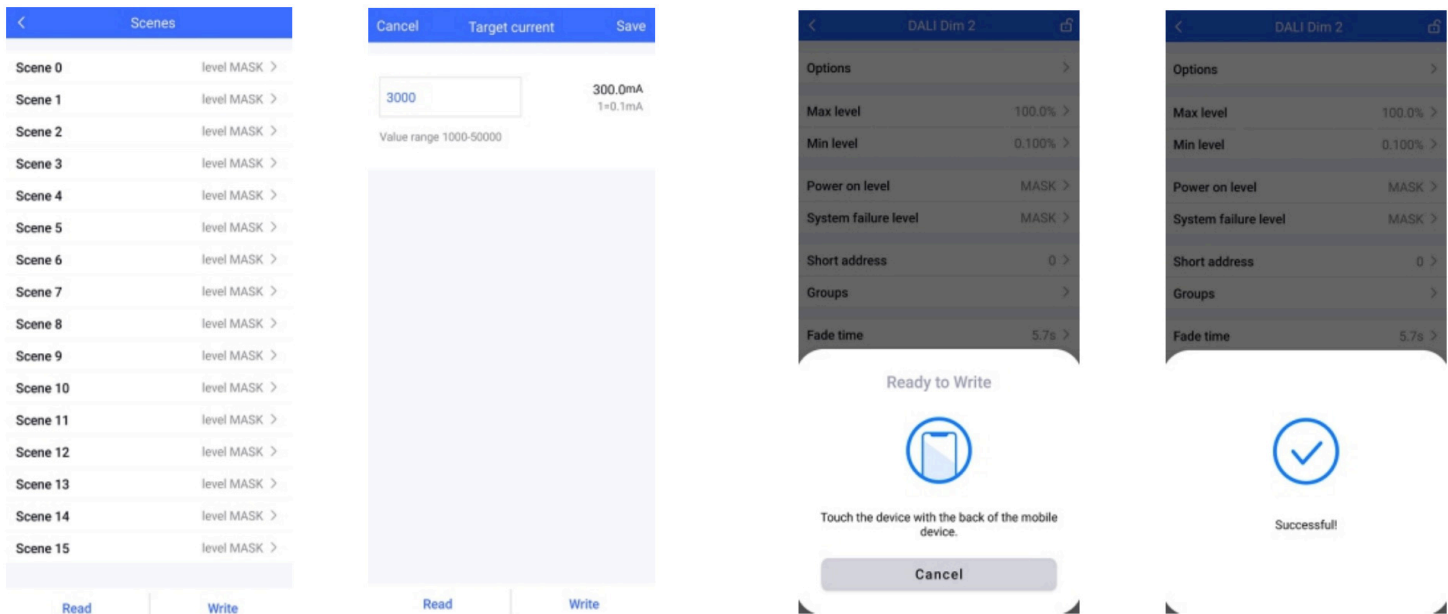 Scenes
Scene 0 level MASK
Scene 1 level MASK
Scene 2 level MASK
Scene 3 level MASK
Scene 4 level MASK
Scene 5 level MASK
Scene 6 level MASK
Scene 7 level MASK
Scene 8 level MASK
Scene 9 level MASK
Scene 10 level MASK
Scene 11 level MASK
Scene 12 level MASK
Scene 13 level MASK
Scene 14 level MASK
Scene 15 level MASK
Read Write
Cancel Target current Save
3000 300.0mA
1=0.1mA
Value range 1000-50000
Read Write
DALI Dim 2
Options
Max level 100.0%
Min level 0.100%
Power on level MASK
System failure level MASK
Short address 0
Groups
Fade time 5.7s
Ready to Write
Touch the device with the back of the mobile
device.
Cancel
DALI Dim 2
Options
Max level 100.0%
Min level 0.100%
Power on level MASK
System failure level MASK
Short address 0
Groups
Fade time 5.7s
Successful!